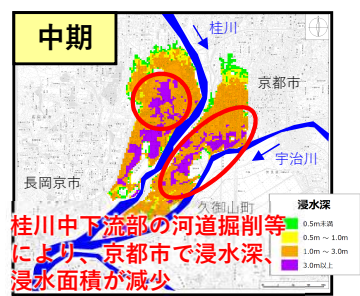 中期
桂川
京都市
宇治川
長岡京市
久御山町
浸水深
0.5m未満
0.5m ～ 1.0m
1.0m ～ 3.0m
3.0m以上
桂川中下流部の河道掘削等
により、京都市で浸水深、
浸水面積が減少